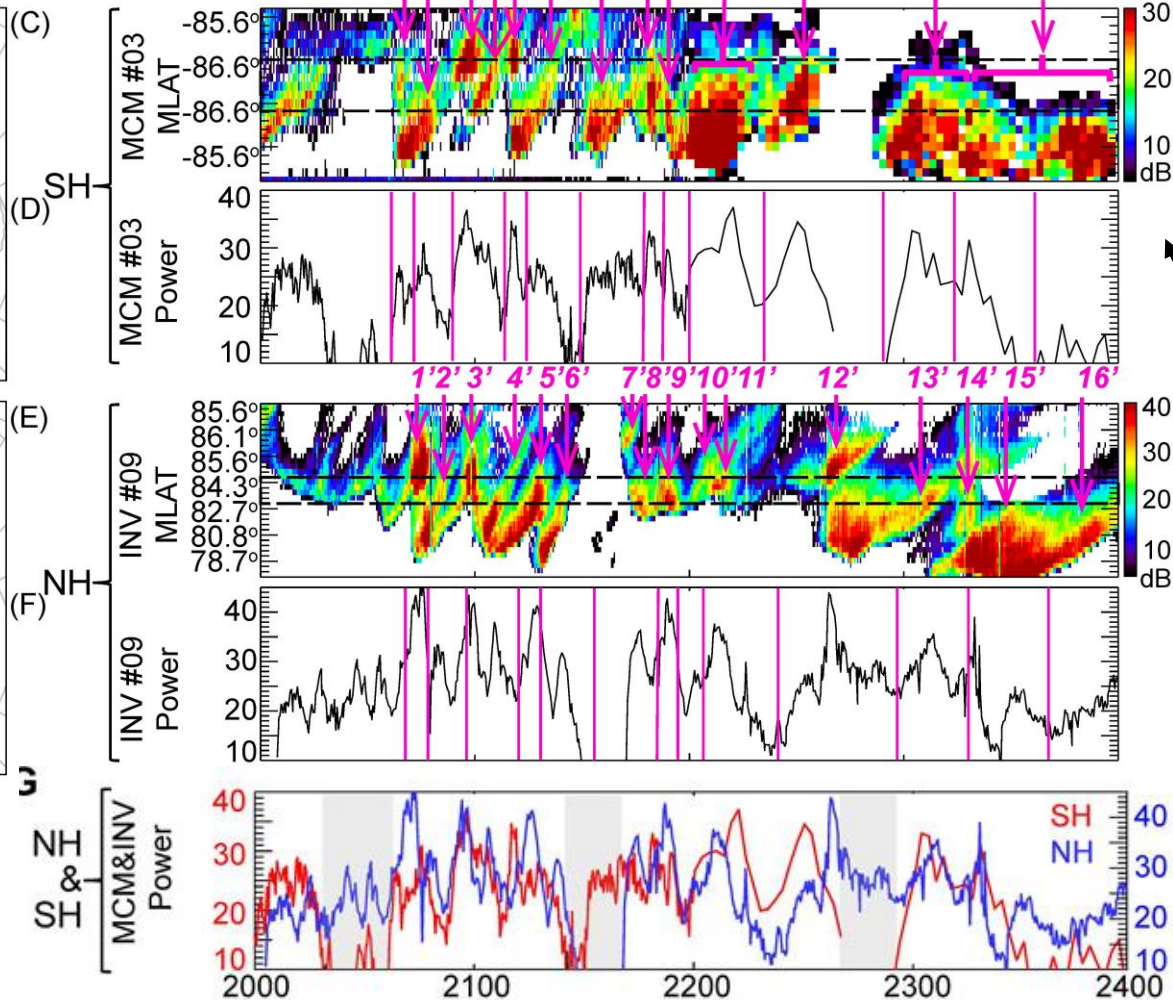 (C)
MCM #03
MLAT
-85.6°
-86.6°
-86.6°
-85.6°
30
20
10
dB
SH
(D)
MCM #03
Power
40
30
20
10
1' 2' 3' 4' 5' 6' 7' 8' 9' 10' 11' 12' 13' 14' 15' 16'
(E)
INV #09
MLAT
85.6°
86.1°
85.6°
84.3°
82.7°
80.8°
78.7°
40
30
20
10
dB
NH
(F)
INV #09
Power
40
30
20
10
G
NH
&
SH
MCM&INV
Power
40
30
20
10
SH
NH
40
30
20
10
2000 2100 2200 2300 2400